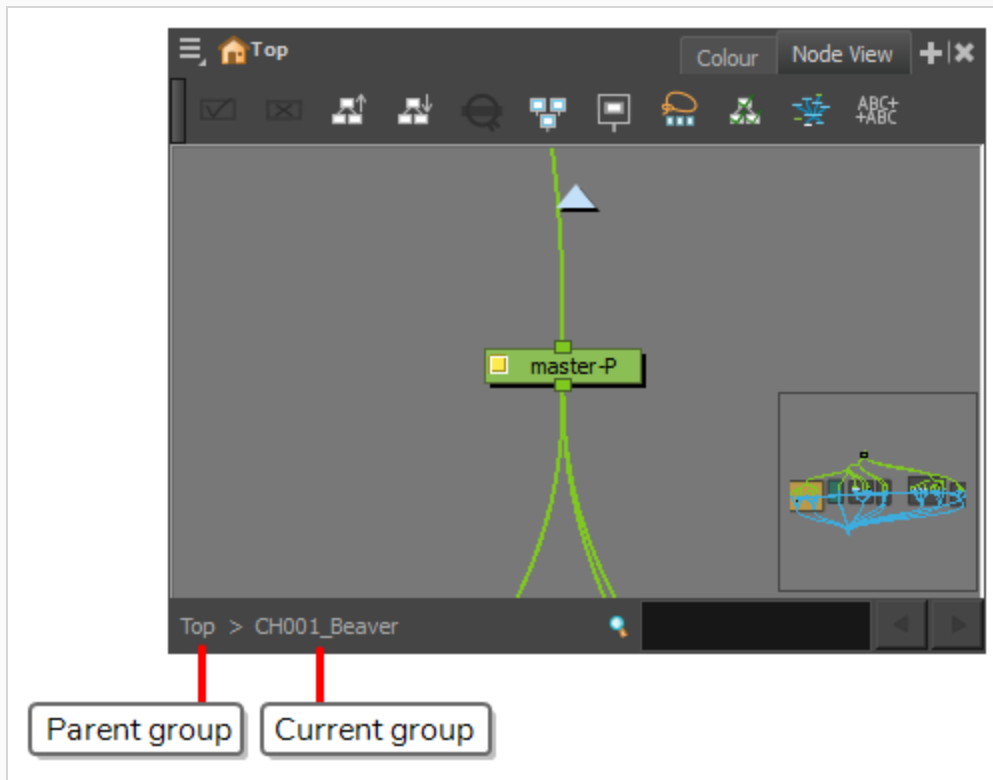 Top
Colour
Node View
ABC+
+ABC
master-P
Top > CH001_Beaver
Parent group
Current group